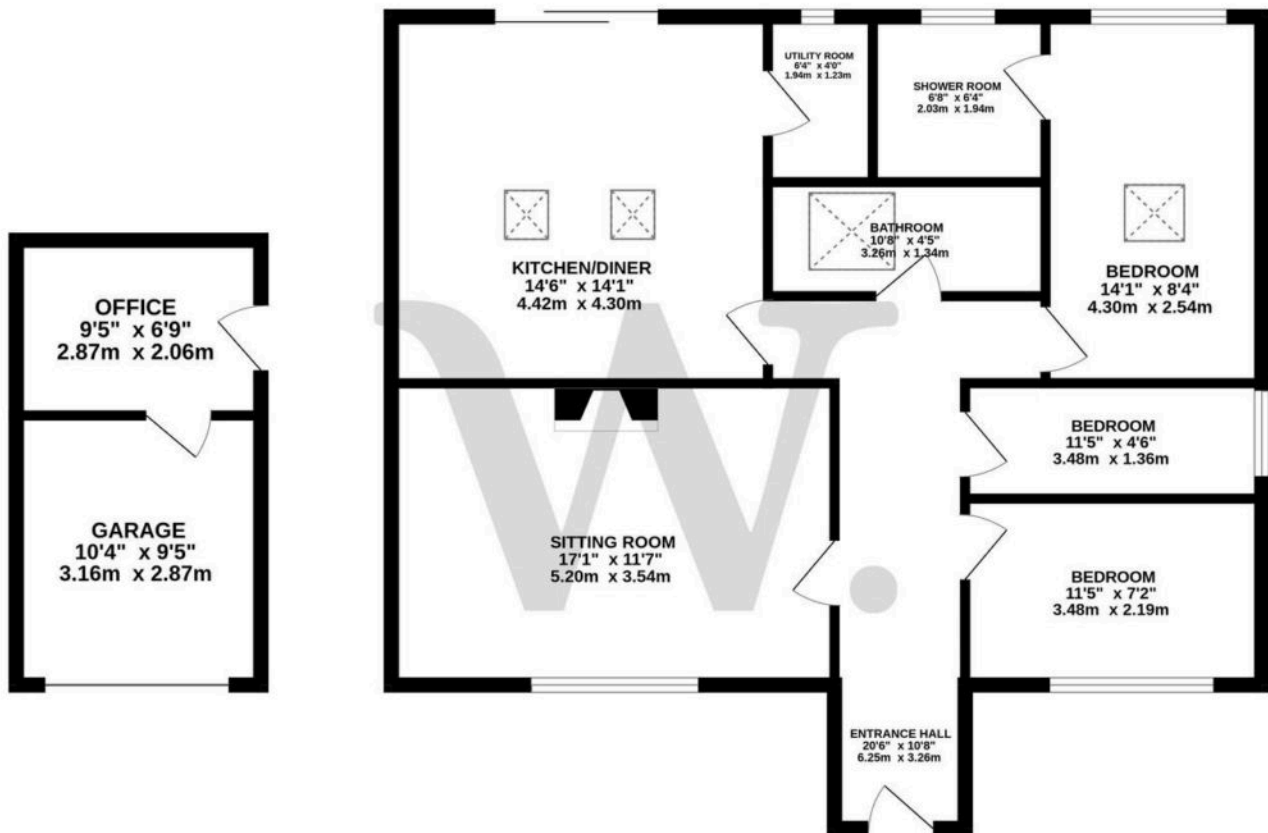 UTILITY ROOM
6'4" x 4'0"
1.94m x 1.23m
SHOWER ROOM
6'8" x 6'4"
2.03m x 1.94m
BATHROOM
10'8" x 4'5"
3.26m x 1.34m
KITCHEN/DINER
14'6" x 14'1"
4.42m x 4.30m
BEDROOM
14'1" x 8'4"
4.30m x 2.54m
OFFICE
9'5" x 6'9"
2.87m x 2.06m
BEDROOM
11'5" x 4'6"
3.48m x 1.36m
GARAGE
10'4" x 9'5"
3.16m x 2.87m
SITTING ROOM
17'1" x 11'7"
5.20m x 3.54m
BEDROOM
11'5" x 7'2"
3.48m x 2.19m
ENTRANCE HALL
20'6" x 10'8"
6.25m x 3.26m
W.